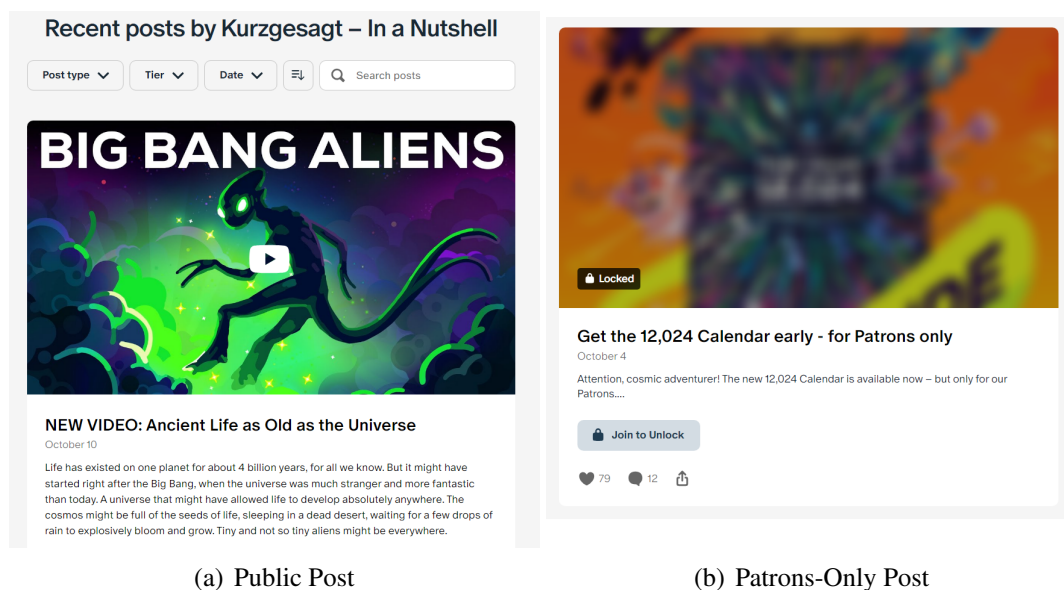 Recent posts by Kurzgesagt – In a Nutshell
Post type
Tier
Date
Search posts
BIG BANG ALIENS
NEW VIDEO: Ancient Life as Old as the Universe
October 10
Life has existed on one planet for about 4 billion years, for all we know. But it might have
started right after the Big Bang, when the universe was much stranger and more fantastic
than today. A universe that might have allowed life to develop absolutely anywhere. The
cosmos might be full of the seeds of life, sleeping in a dead desert, waiting for a few drops of
rain to explosively bloom and grow. Tiny and not so tiny aliens might be everywhere.
(a) Public Post
Locked
Get the 12,024 Calendar early - for Patrons only
October 4
Attention, cosmic adventurer! The new 12,024 Calendar is available now – but only for our
Patrons....
Join to Unlock
79
12
(b) Patrons-Only Post